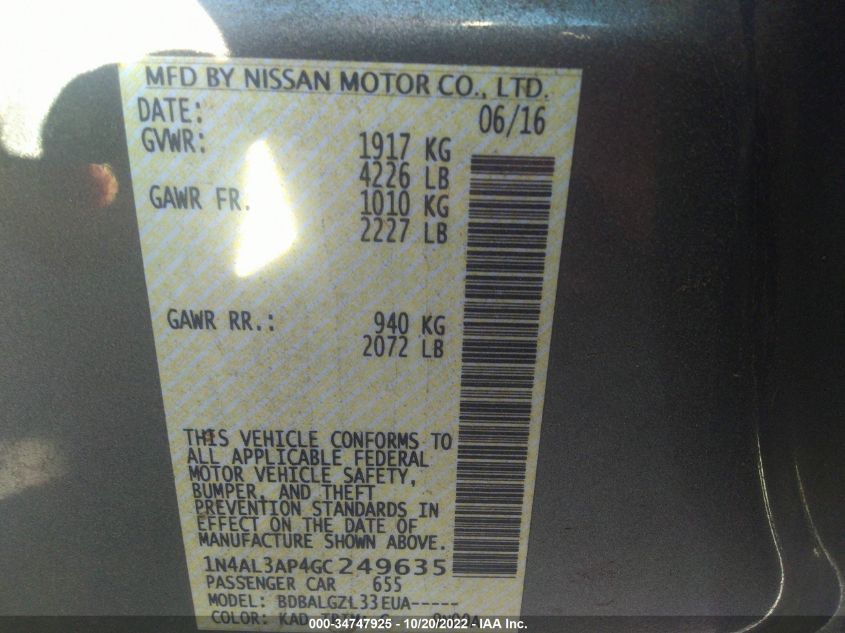 MFD BY NISSAN MOTOR CO., LTD.
DATE: 06/16
GVWR: 1917 KG
4226 LB
GAWR FR. 1010 KG
2227 LB
GAWR RR.: 940 KG
2072 LB
THIS VEHICLE CONFORMS TO
ALL APPLICABLE FEDERAL
MOTOR VEHICLE SAFETY,
BUMPER, AND THEFT
PREVENTION STANDARDS IN
EFFECT ON THE DATE OF
MANUFACTURE SHOWN ABOVE.
1N4AL3AP4GC249635
PASSENGER CAR 655
MODEL: BDBALGZL33EUA-----
COLOR: KAD
000-34747925 - 10/20/2022 - IAA Inc.